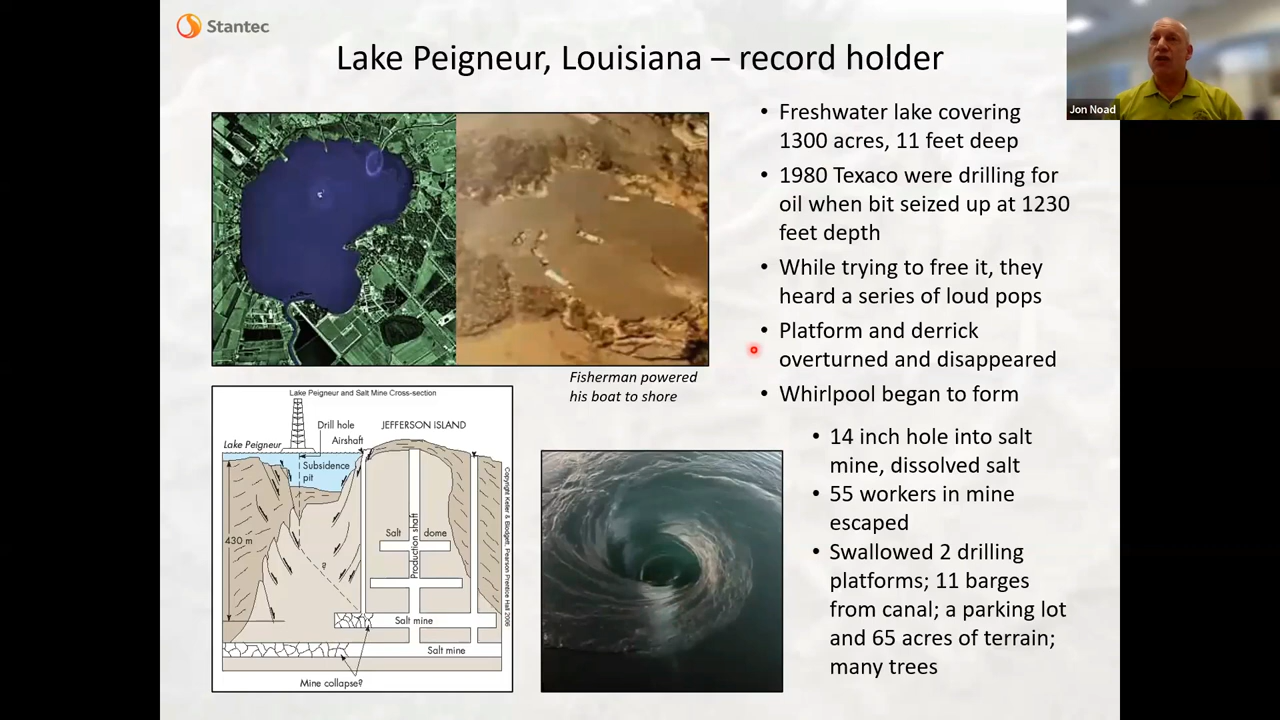 Stantec
Lake Peigneur, Louisiana – record holder
Jon Noad
• Freshwater lake covering
1300 acres, 11 feet deep
• 1980 Texaco were drilling for
oil when bit seized up at 1230
feet depth
• While trying to free it, they
heard a series of loud pops
• Platform and derrick
overturned and disappeared
• Whirlpool began to form
• 14 inch hole into salt
mine, dissolved salt
• 55 workers in mine
escaped
• Swallowed 2 drilling
platforms; 11 barges
from canal; a parking lot
and 65 acres of terrain;
many trees
Fisherman powered
his boat to shore
Lake Peigneur and Salt Mine Cross-section
Drill hole
JEFFERSON ISLAND
Lake Peigneur
Airshaft
Subsidence
pit
430 m
Salt dome
Production shaft
?
Salt mine
Salt mine
Mine collapse?
Copyright Keller & Blodgett, Pearson Prentice Hall 2006